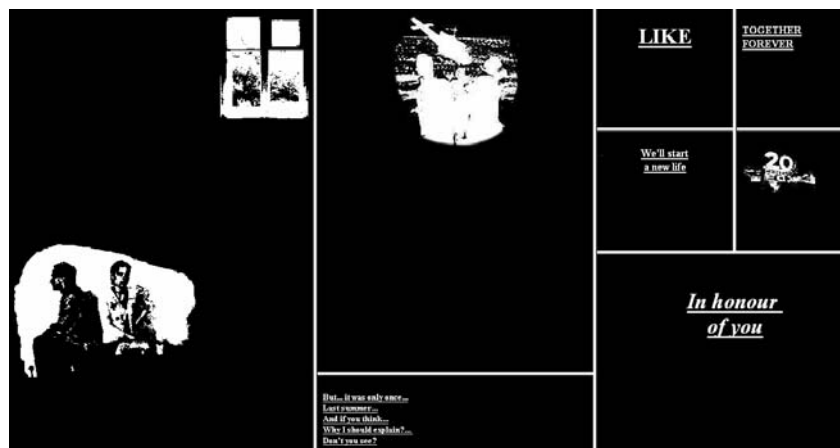 LIKE
TOGETHER
FOREVER
We'll start
a new life
20
In honour
of you
But... it was only once...
Last summer...
And if you think...
Why I should explain?...
Don't you see?